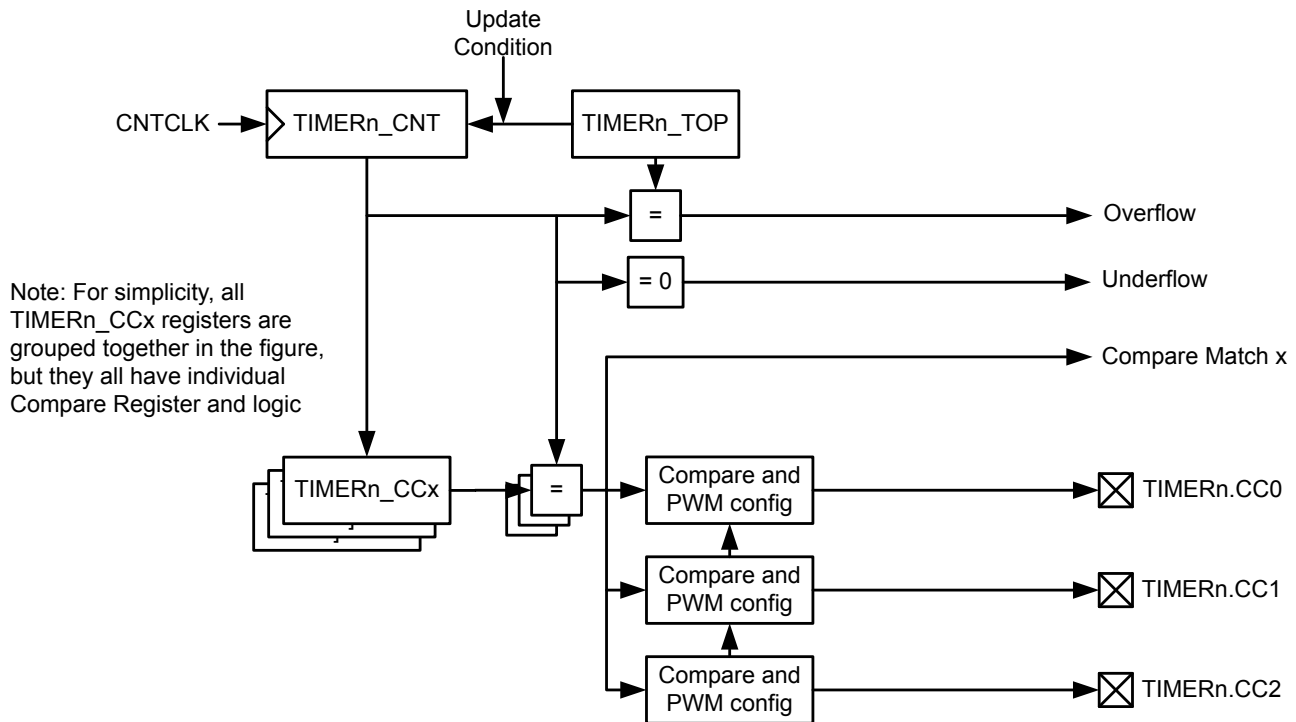 Update
Condition
CNTCLK
TIMERn_CNT
TIMERn_TOP
=
Overflow
= 0
Underflow
Note: For simplicity, all
TIMERn_CCx registers are
grouped together in the figure,
but they all have individual
Compare Register and logic
Compare Match x
TIMERn_CCx
=
Compare and
PWM config
TIMERn.CC0
Compare and
PWM config
TIMERn.CC1
Compare and
PWM config
TIMERn.CC2